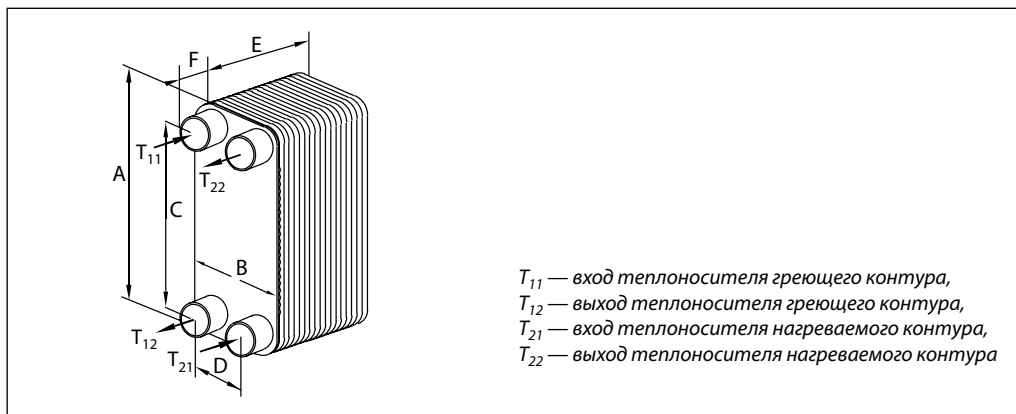 E
F
T₁₁
T₂₂
A
C
B
T₁₂
T₂₁
D
T₁₁ — вход теплоносителя греющего контура,
T₁₂ — выход теплоносителя греющего контура,
T₂₁ — вход теплоносителя нагреваемого контура,
T₂₂ — выход теплоносителя нагреваемого контура